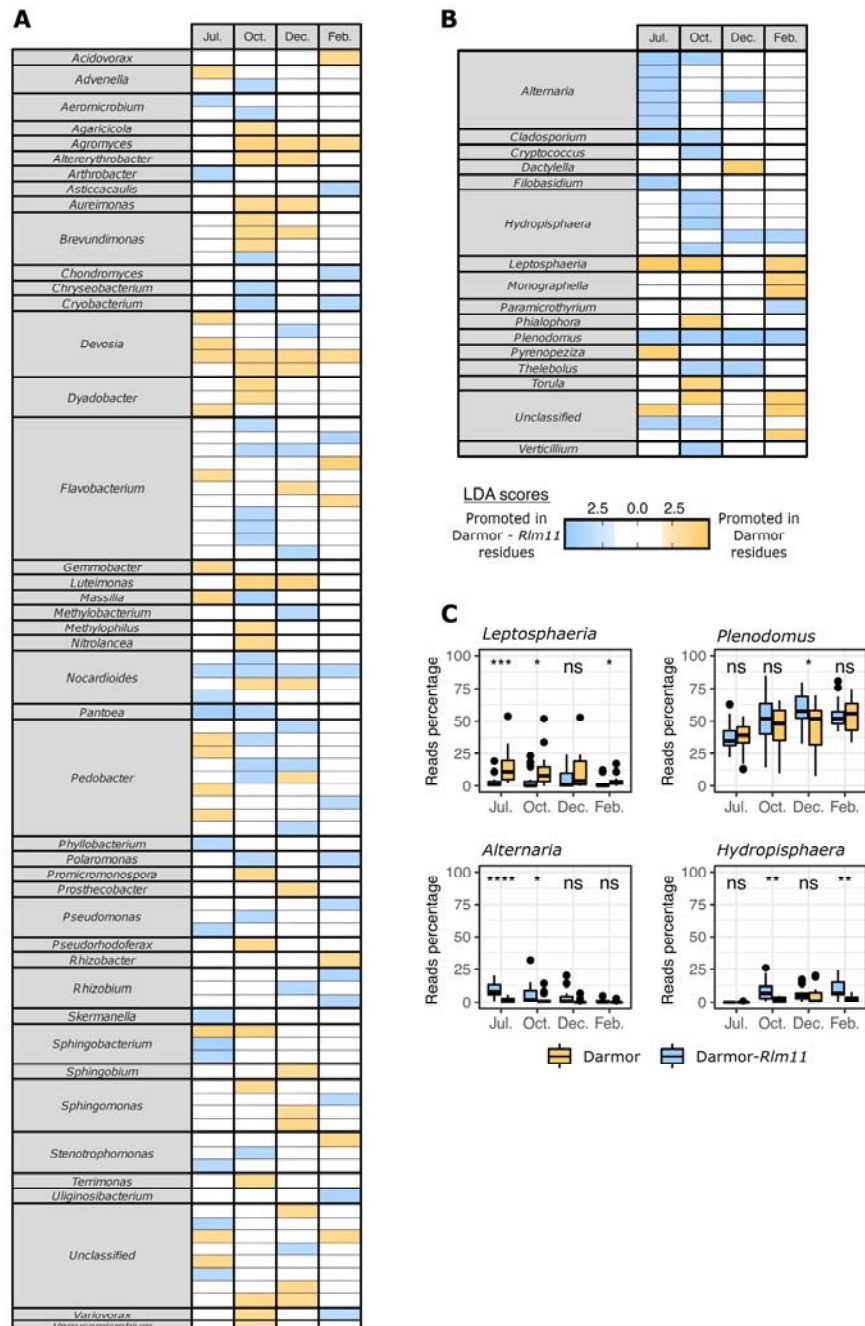 A
Jul. Oct. Dec. Feb.
Acidovorax
Advenella
Aeromicrobium
Agaricicola
Agromyces
Altererythrobacter
Arthrobacter
Asticcacaulis
Aureimonas
Brevundimonas
Chondromyces
Chryseobacterium
Cryobacterium
Devosia
Dyadobacter
Flavobacterium
Gemmobacter
Luteimonas
Massilia
Methylobacterium
Methylophilus
Nitrolancea
Nocardioides
Pantoea
Pedobacter
Phyllobacterium
Polaromonas
Promicromonospora
Prosthecobacter
Pseudomonas
Pseudorhodoferax
Rhizobacter
Rhizobium
Skermanella
Sphingobacterium
Sphingobium
Sphingomonas
Stenotrophomonas
Terrimonas
Uliginosibacterium
Unclassified
Variovorax
B
Jul. Oct. Dec. Feb.
Alternaria
Cladosporium
Cryptococcus
Dactylella
Filobasidium
Hydropisphaera
Leptosphaeria
Monographella
Paramicrothyrium
Phialophora
Plenodomus
Pyrenopeziza
Thelebolus
Torula
Unclassified
Verticillium
LDA scores
2.5 0.0 2.5
Promoted in
Darmor - Rlm11
residues
Promoted in
Darmor
residues
C
Leptosphaeria
Reads percentage
100
75
50
25
0
*** * ns *
Jul. Oct. Dec. Feb.
Plenodomus
Reads percentage
100
75
50
25
0
ns ns * ns
Jul. Oct. Dec. Feb.
Alternaria
Reads percentage
100
75
50
25
0
**** * ns ns
Jul. Oct. Dec. Feb.
Hydropisphaera
Reads percentage
100
75
50
25
0
ns ** ns **
Jul. Oct. Dec. Feb.
Darmor Darmor-Rlm11